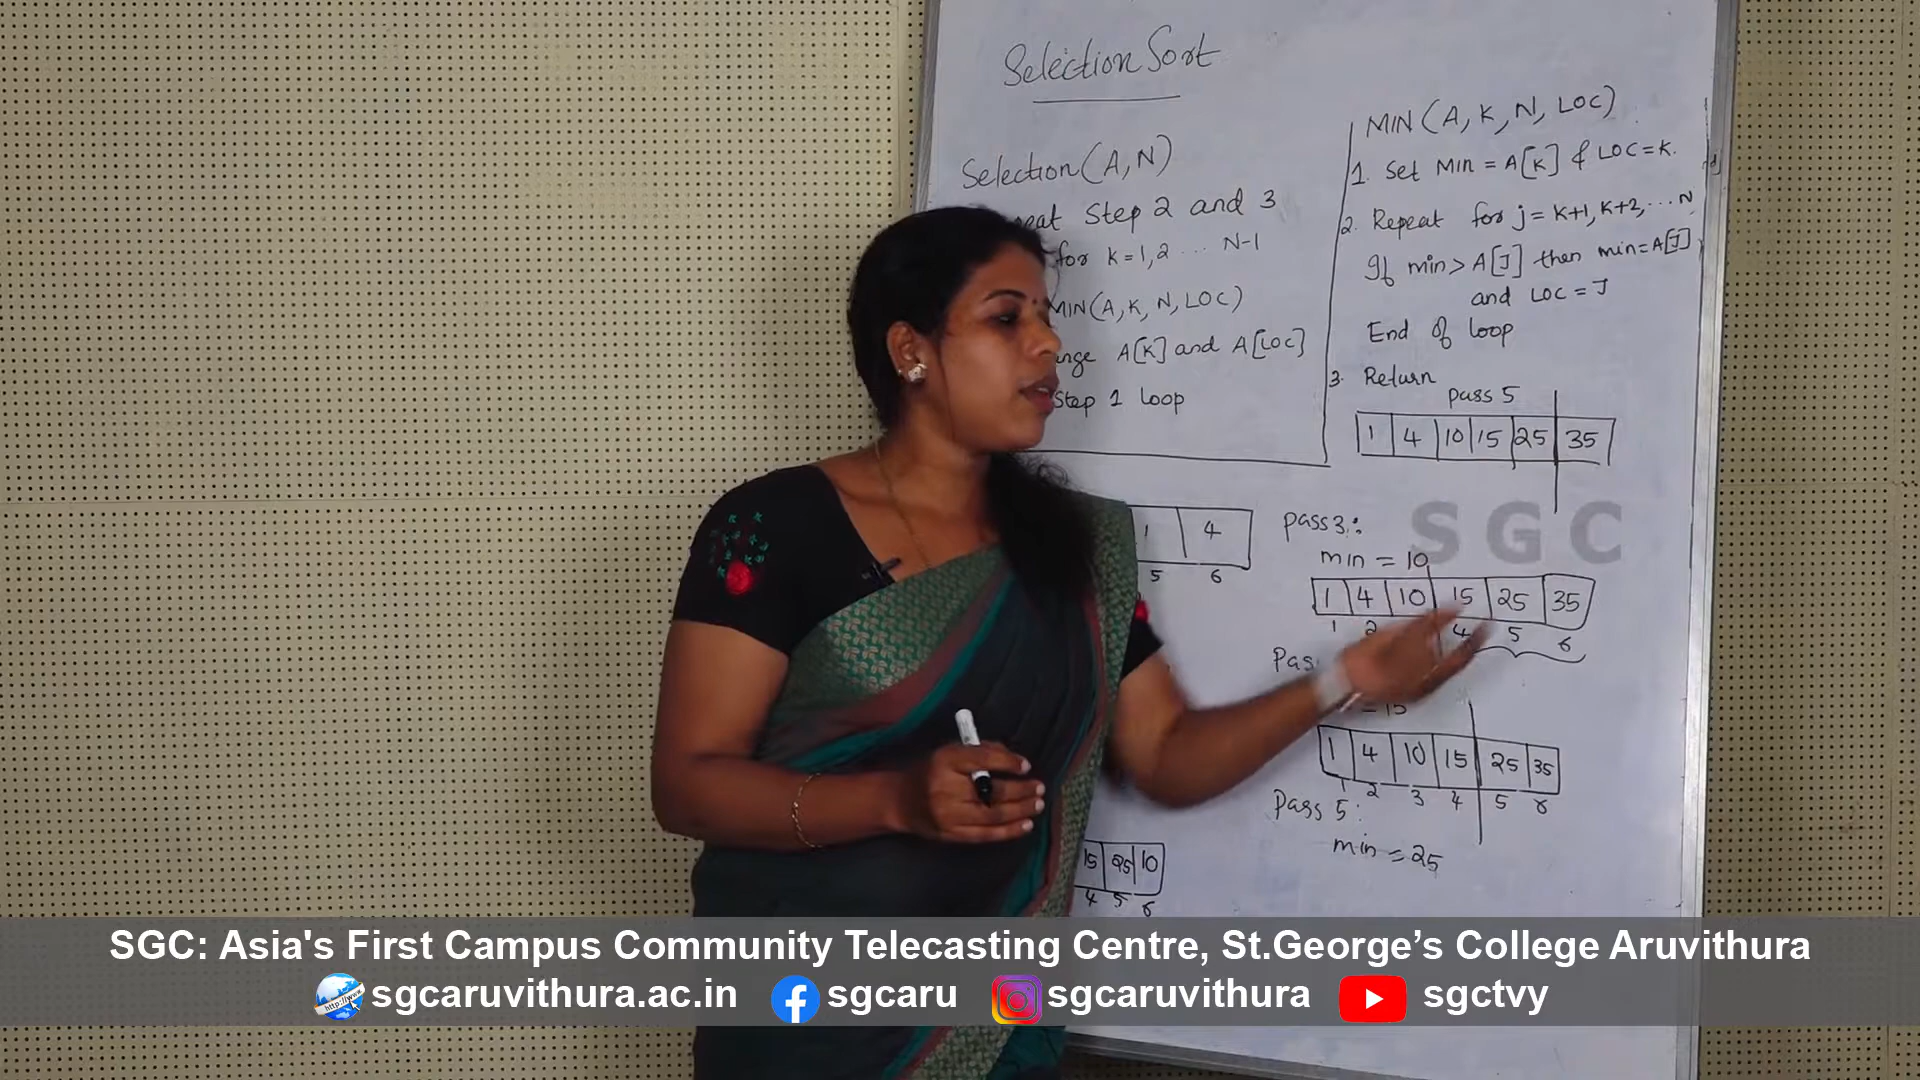 Selection Sort
Selection(A,N)
Step 2 and 3
for k=1,2 ... N-1
MIN(A,K,N,LOC)
A[K] and A[LOC]
Step 1 loop
MIN(A,K,N,LOC)
1. Set Min = A[K] & LOC=K.
2. Repeat for j= K+1,K+2,...N
If min> A[J] then min=A[J]
and LOC = J
End of loop
3. Return
pass 5
1 4 10 15 25 35
1 4
5 6
pass 3:
min = 10
1 4 10 15 25 35
1 2 4 5 6
= 15
1 4 10 15 25 35
1 2 3 4 5 6
Pass 5:
min = 25
15 25 10
4 5 6
SGC
SGC: Asia's First Campus Community Telecasting Centre, St.George’s College Aruvithura
http://www
sgcaruvithura.ac.in sgcaru sgcaruvithura sgctvy